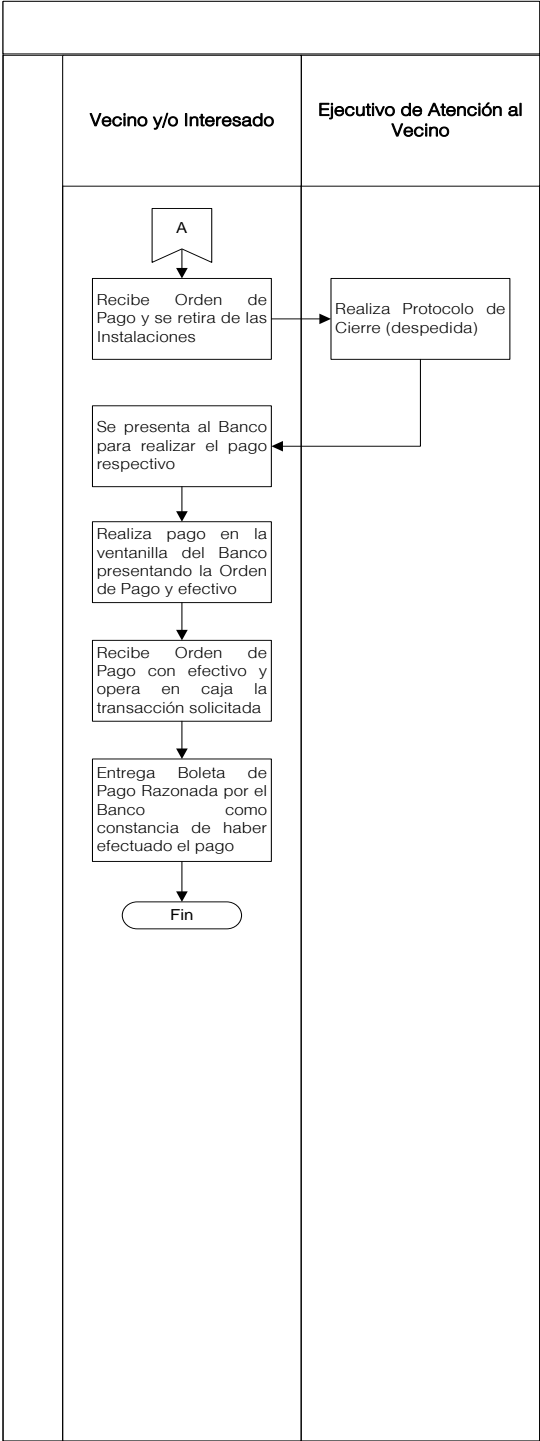 Vecino y/o Interesado
Ejecutivo de Atención al
Vecino
A
Recibe Orden de
Pago y se retira de las
Instalaciones
Realiza Protocolo de
Cierre (despedida)
Se presenta al Banco
para realizar el pago
respectivo
Realiza pago en la
ventanilla del Banco
presentando la Orden
de Pago y efectivo
Recibe Orden de
Pago con efectivo y
opera en caja la
transacción solicitada
Entrega Boleta de
Pago Razonada por el
Banco como
constancia de haber
efectuado el pago
Fin